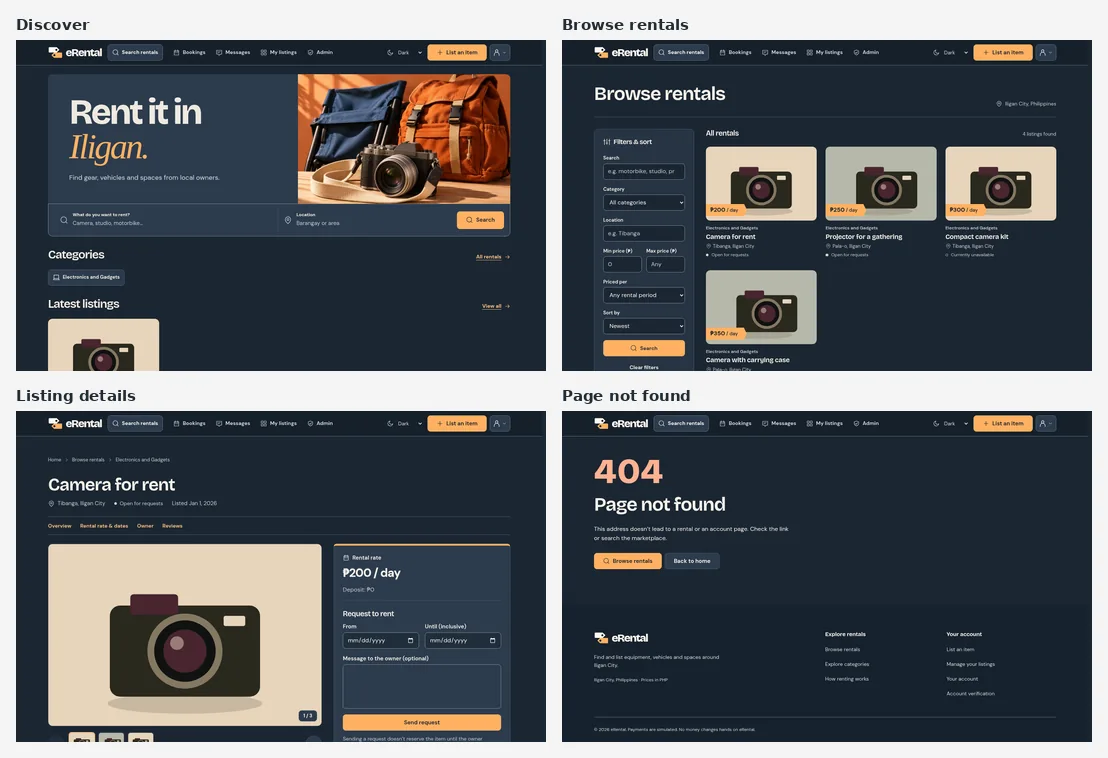 Discover
eRental
Search rentals
Bookings
Messages
My listings
Admin
Dark
List an item
Rent it in
Iligan.
Find gear, vehicles and spaces from local owners.
What do you want to rent?
Camera, studio, motorbike...
Location
Barangay or area
Search
Categories
All rentals →
Electronics and Gadgets
Latest listings
View all →
Browse rentals
eRental
Search rentals
Bookings
Messages
My listings
Admin
Dark
List an item
Browse rentals
Iligan City, Philippines
Filters & sort
Search
e.g. motorbike, studio, pr
Category
All categories
Location
e.g. Tibanga
Min price (₱)
Max price (₱)
0
Any
Priced per
Any rental period
Sort by
Newest
Search
Clear filters
All rentals
4 listings found
₱200 / day
Electronics and Gadgets
Camera for rent
Tibanga, Iligan City
Open for requests
₱250 / day
Electronics and Gadgets
Projector for a gathering
Pala-o, Iligan City
Open for requests
₱300 / day
Electronics and Gadgets
Compact camera kit
Tibanga, Iligan City
Currently unavailable
₱350 / day
Electronics and Gadgets
Camera with carrying case
Pala-o, Iligan City
Listing details
eRental
Search rentals
Bookings
Messages
My listings
Admin
Dark
List an item
Home > Browse rentals > Electronics and Gadgets
Camera for rent
Tibanga, Iligan City
Open for requests
Listed Jan 1, 2026
Overview
Rental rate & dates
Owner
Reviews
1 / 3
Rental rate
₱200 / day
Deposit: ₱0
Request to rent
From
Until (inclusive)
mm/dd/yyyy
mm/dd/yyyy
Message to the owner (optional)
Send request
Sending a request doesn't reserve the item until the owner
Page not found
eRental
Search rentals
Bookings
Messages
My listings
Admin
Dark
List an item
404
Page not found
This address doesn't lead to a rental or an account page. Check the link
or search the marketplace.
Browse rentals
Back to home
eRental
Find and list equipment, vehicles and spaces around
Iligan City.
Iligan City, Philippines · Prices in PHP
Explore rentals
Browse rentals
Explore categories
How renting works
Your account
List an item
Manage your listings
Your account
Account verification
© 2026 eRental. Payments are simulated. No money changes hands on eRental.